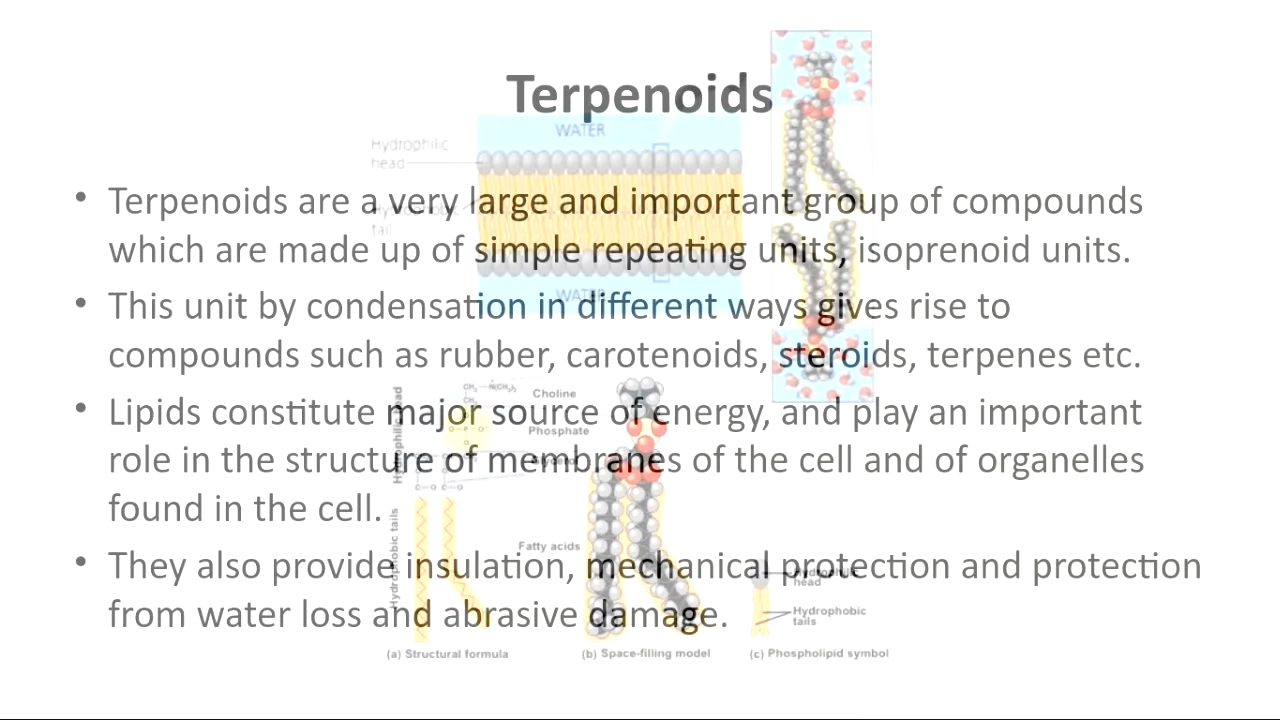 Terpenoids
WATER
Hydrophilic
head
• Terpenoids are a very large and important group of compounds
which are made up of simple repeating units, isoprenoid units.
Hydrophobic
tail
WATER
• This unit by condensation in different ways gives rise to
compounds such as rubber, carotenoids, steroids, terpenes etc.
• Lipids constitute major source of energy, and play an important
role in the structure of membranes of the cell and of organelles
found in the cell.
• They also provide insulation, mechanical protection and protection
from water loss and abrasive damage.
Hydrophilic head
Hydrophobic tails
Choline
Phosphate
Glycerol
Fatty acids
Hydrophilic
head
Hydrophobic
tails
(a) Structural formula
(b) Space-filling model
(c) Phospholipid symbol